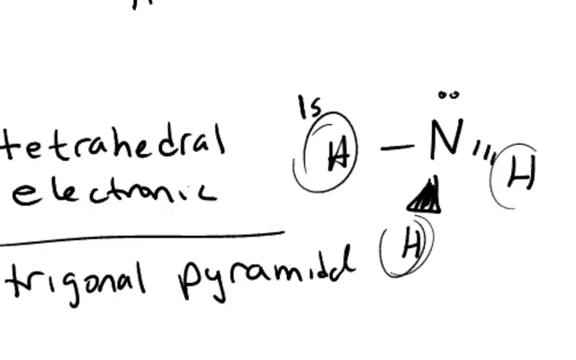 tetrahedral
electronic
trigonal pyramidal
1s
H - N H
H